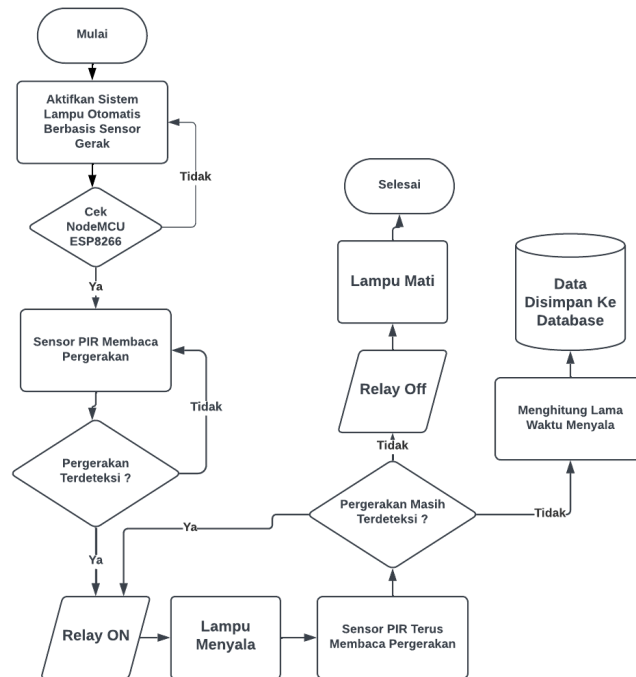 Mulai
Aktifkan Sistem
Lampu Otomatis
Berbasis Sensor
Gerak
Tidak
Cek
NodeMCU
ESP8266
Ya
Sensor PIR Membaca
Pergerakan
Tidak
Pergerakan
Terdeteksi ?
Ya
Relay ON
Lampu
Menyala
Sensor PIR Terus
Membaca Pergerakan
Pergerakan Masih
Terdeteksi ?
Ya
Tidak
Relay Off
Lampu Mati
Selesai
Tidak
Menghitung Lama
Waktu Menyala
Data
Disimpan Ke
Database